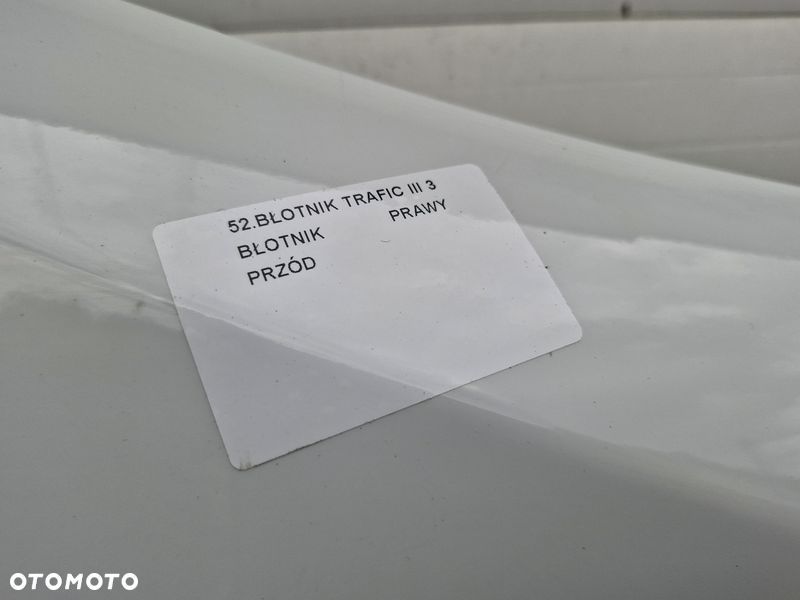 52.BŁOTNIK TRAFIC III 3
BŁOTNIK PRAWY
PRZÓD
OTOMOTO